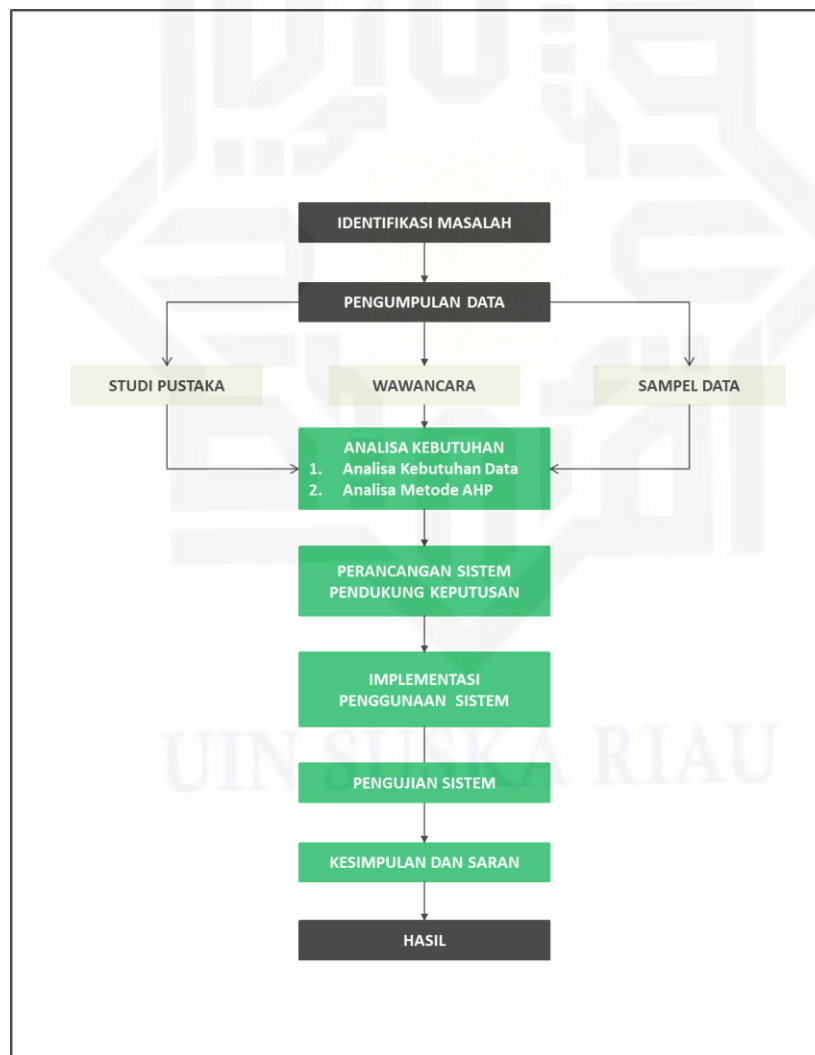 IDENTIFIKASI MASALAH
PENGUMPULAN DATA
STUDI PUSTAKA
WAWANCARA
SAMPEL DATA
ANALISA KEBUTUHAN
1. Analisa Kebutuhan Data
2. Analisa Metode AHP
PERANCANGAN SISTEM
PENDUKUNG KEPUTUSAN
IMPLEMENTASI
PENGGUNAAN SISTEM
UIN SUSKA RIAU
PENGUJIAN SISTEM
KESIMPULAN DAN SARAN
HASIL